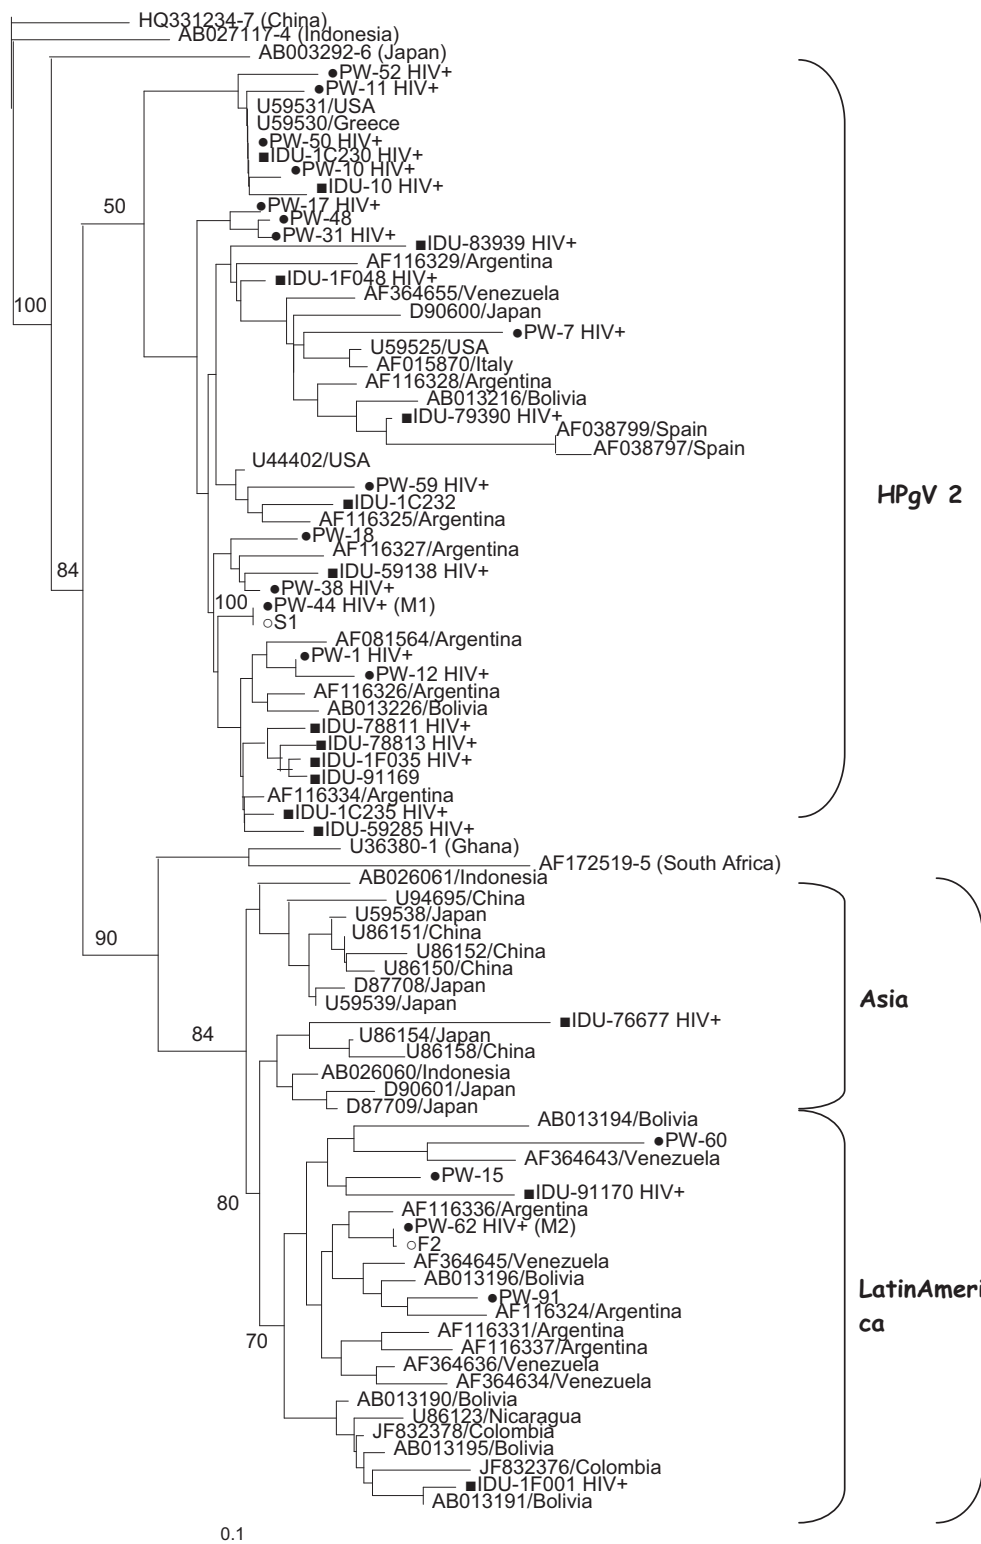 HQ331234-7 (China)
AB027117-4 (Indonesia)
AB003292-6 (Japan)
●PW-52 HIV+
●PW-11 HIV+
U59531/USA
U59530/Greece
●PW-50 HIV+
■IDU-1C230 HIV+
●PW-10 HIV+
■IDU-10 HIV+
●PW-17 HIV+
50
●PW-48
●PW-31 HIV+
■IDU-83939 HIV+
AF116329/Argentina
■IDU-1F048 HIV+
AF364655/Venezuela
100
D90600/Japan
●PW-7 HIV+
U59525/USA
AF015870/Italy
AF116328/Argentina
AB013216/Bolivia
■IDU-79390 HIV+
AF038799/Spain
AF038797/Spain
U44402/USA
●PW-59 HIV+
HPgV 2
■IDU-1C232
AF116325/Argentina
●PW-18
AF116327/Argentina
84
■IDU-59138 HIV+
●PW-38 HIV+
100
●PW-44 HIV+ (M1)
○S1
AF081564/Argentina
●PW-1 HIV+
●PW-12 HIV+
AF116326/Argentina
AB013226/Bolivia
■IDU-78811 HIV+
■IDU-78813 HIV+
■IDU-1F035 HIV+
■IDU-91169
AF116334/Argentina
■IDU-1C235 HIV+
■IDU-59285 HIV+
U36380-1 (Ghana)
AF172519-5 (South Africa)
AB026061/Indonesia
U94695/China
U59538/Japan
U86151/China
90
U86152/China
U86150/China
D87708/Japan
U59539/Japan
Asia
■IDU-76677 HIV+
84
U86154/Japan
U86158/China
AB026060/Indonesia
D90601/Japan
D87709/Japan
AB013194/Bolivia
●PW-60
AF364643/Venezuela
●PW-15
■IDU-91170 HIV+
80
AF116336/Argentina
●PW-62 HIV+ (M2)
○F2
AF364645/Venezuela
AB013196/Bolivia
LatinAmeri
ca
●PW-91
AF116324/Argentina
AF116331/Argentina
70
AF116337/Argentina
AF364636/Venezuela
AF364634/Venezuela
AB013190/Bolivia
U86123/Nicaragua
JF832378/Colombia
AB013195/Bolivia
JF832376/Colombia
■IDU-1F001 HIV+
AB013191/Bolivia
0.1